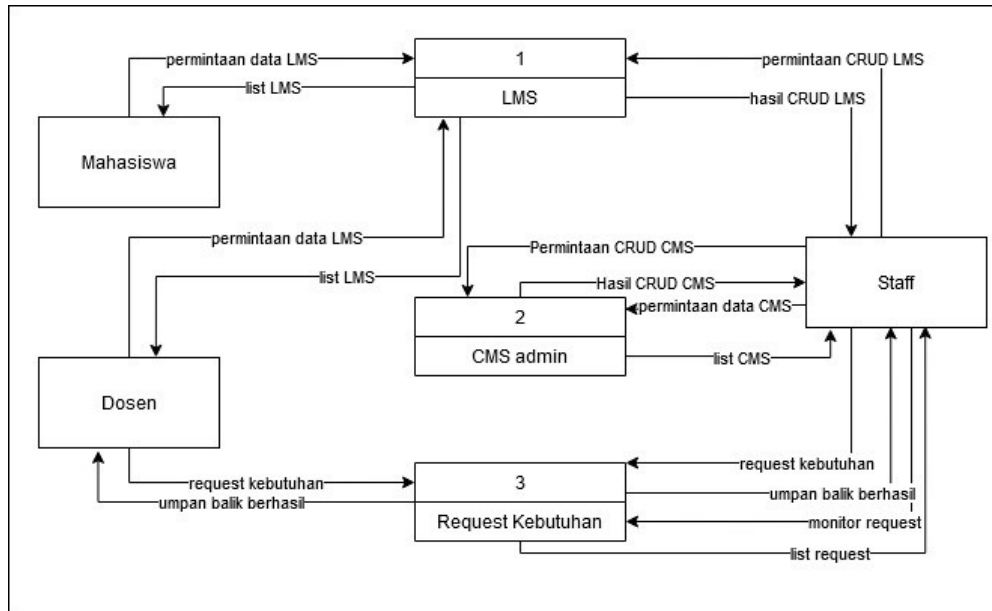 1
permintaan data LMS
permintaan CRUD LMS
list LMS
LMS
hasil CRUD LMS
Mahasiswa
permintaan data LMS
Permintaan CRUD CMS
list LMS
Hasil CRUD CMS
Staff
permintaan data CMS
2
CMS admin
list CMS
Dosen
request kebutuhan
request kebutuhan
3
umpan balik berhasil
umpan balik berhasil
Request Kebutuhan
monitor request
list request